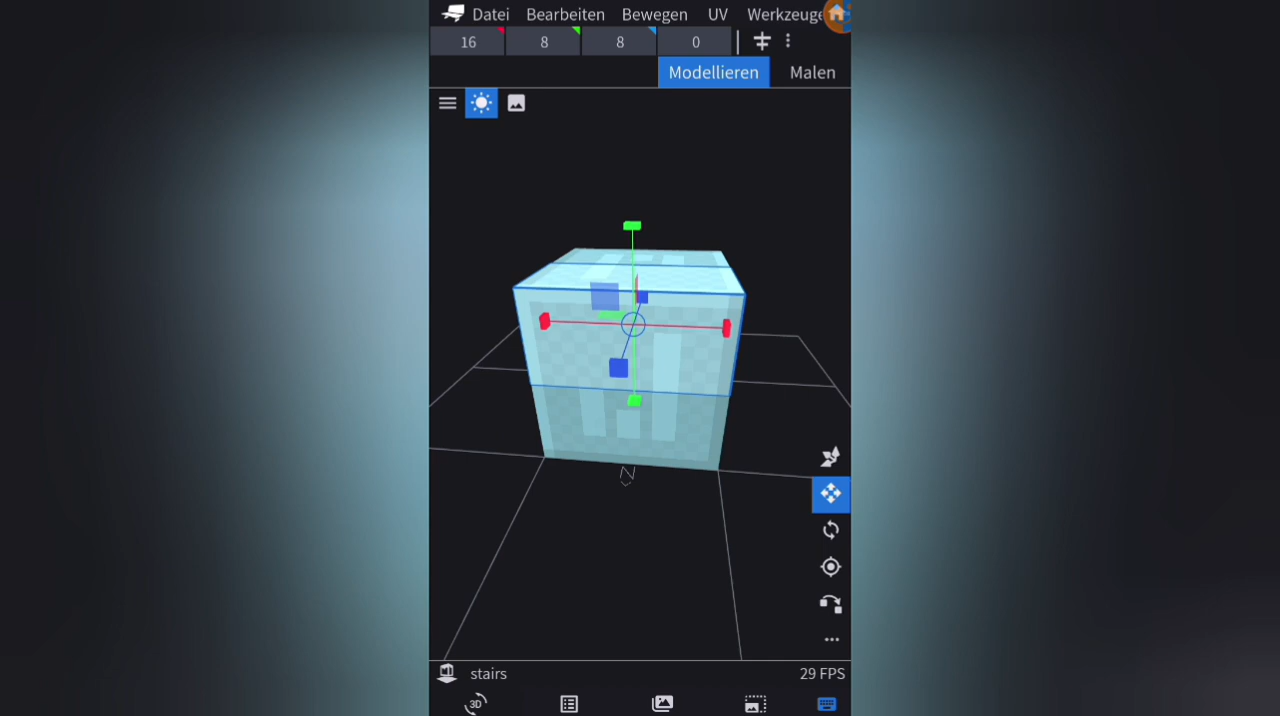 Datei Bearbeiten Bewegen UV Werkzeuge
16 8 8 0
Modellieren Malen
N
stairs 29 FPS
3D